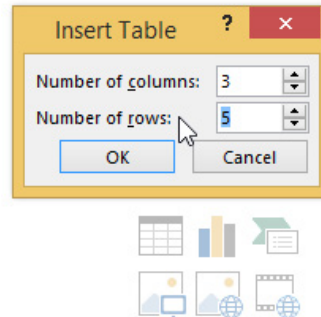 Insert Table ? ×
Number of columns: 3
Number of rows: 5
OK Cancel